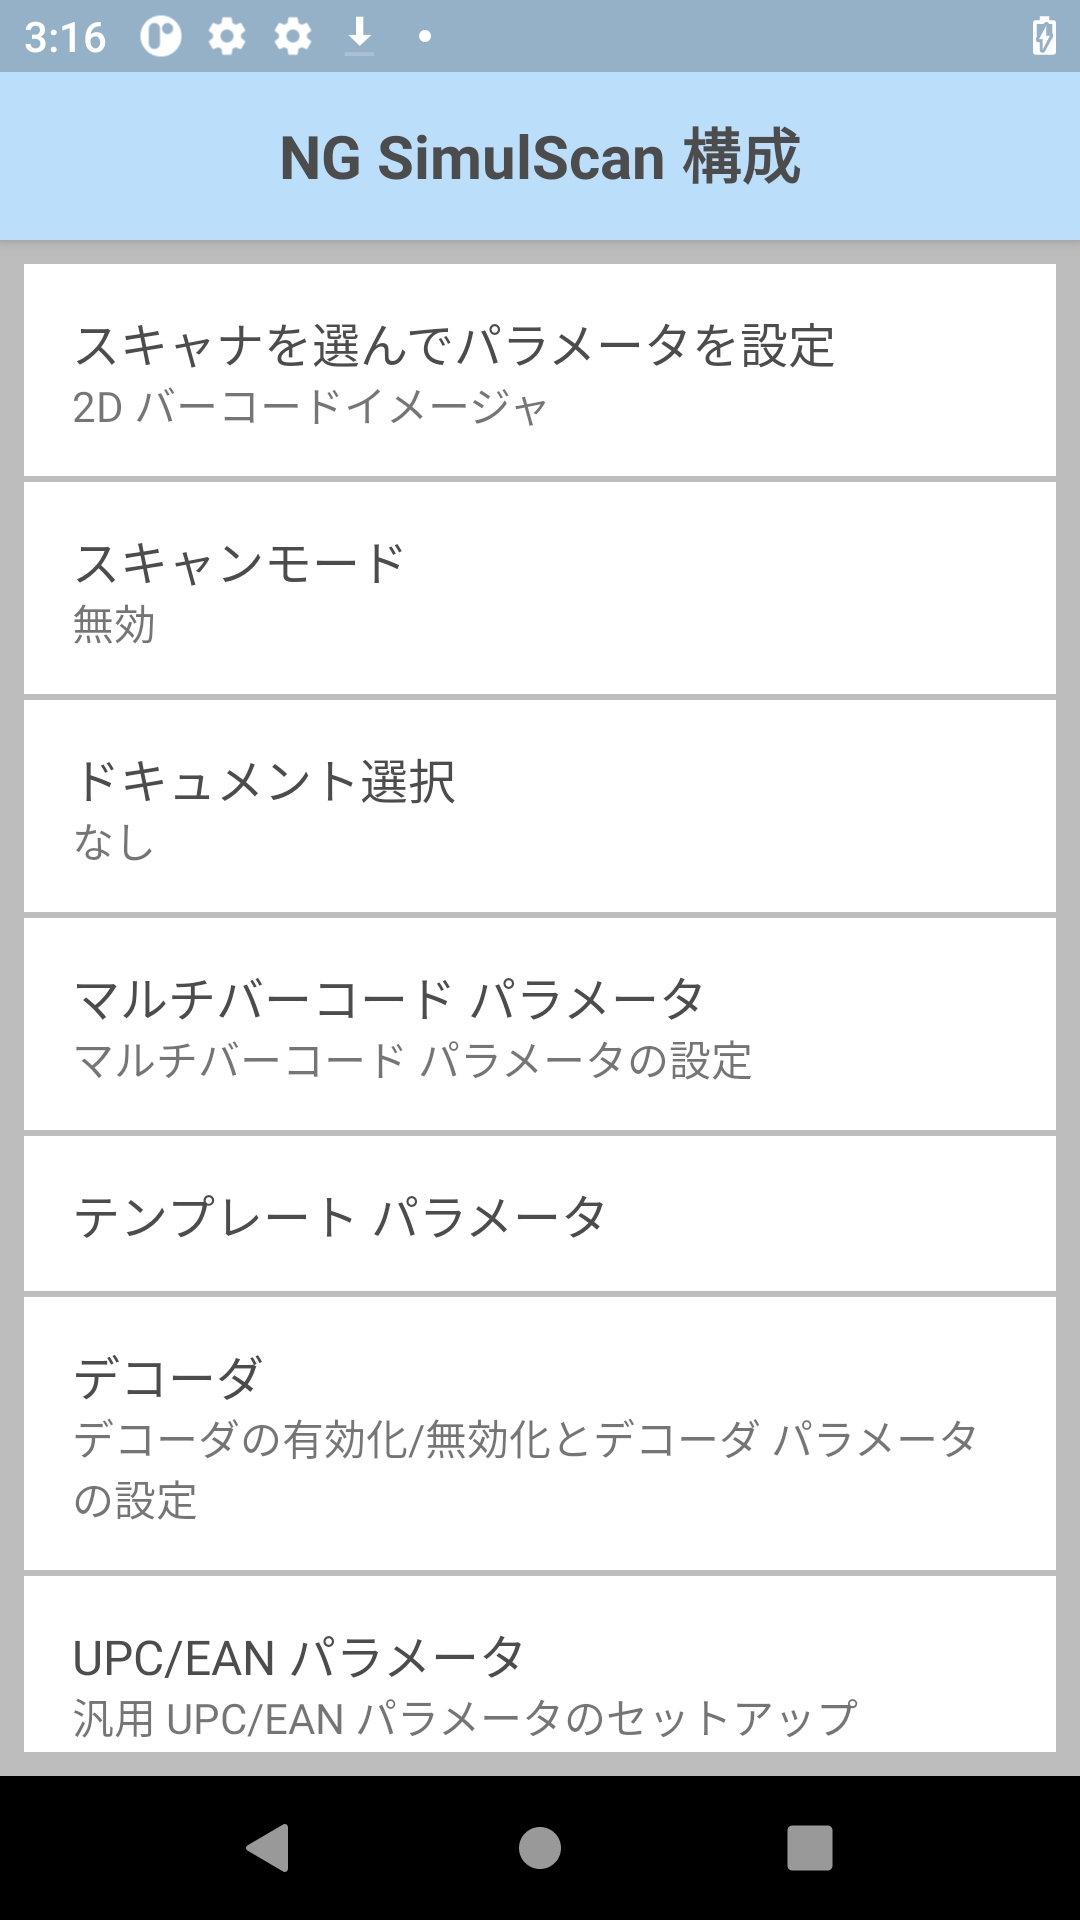 3:16
NG SimulScan 構成
スキャナを選んでパラメータを設定
2D バーコードイメージャ
スキャンモード
無効
ドキュメント選択
なし
マルチバーコード パラメータ
マルチバーコード パラメータの設定
テンプレート パラメータ
デコーダ
デコーダの有効化/無効化とデコーダ パラメータ
の設定
UPC/EAN パラメータ
汎用 UPC/EAN パラメータのセットアップ